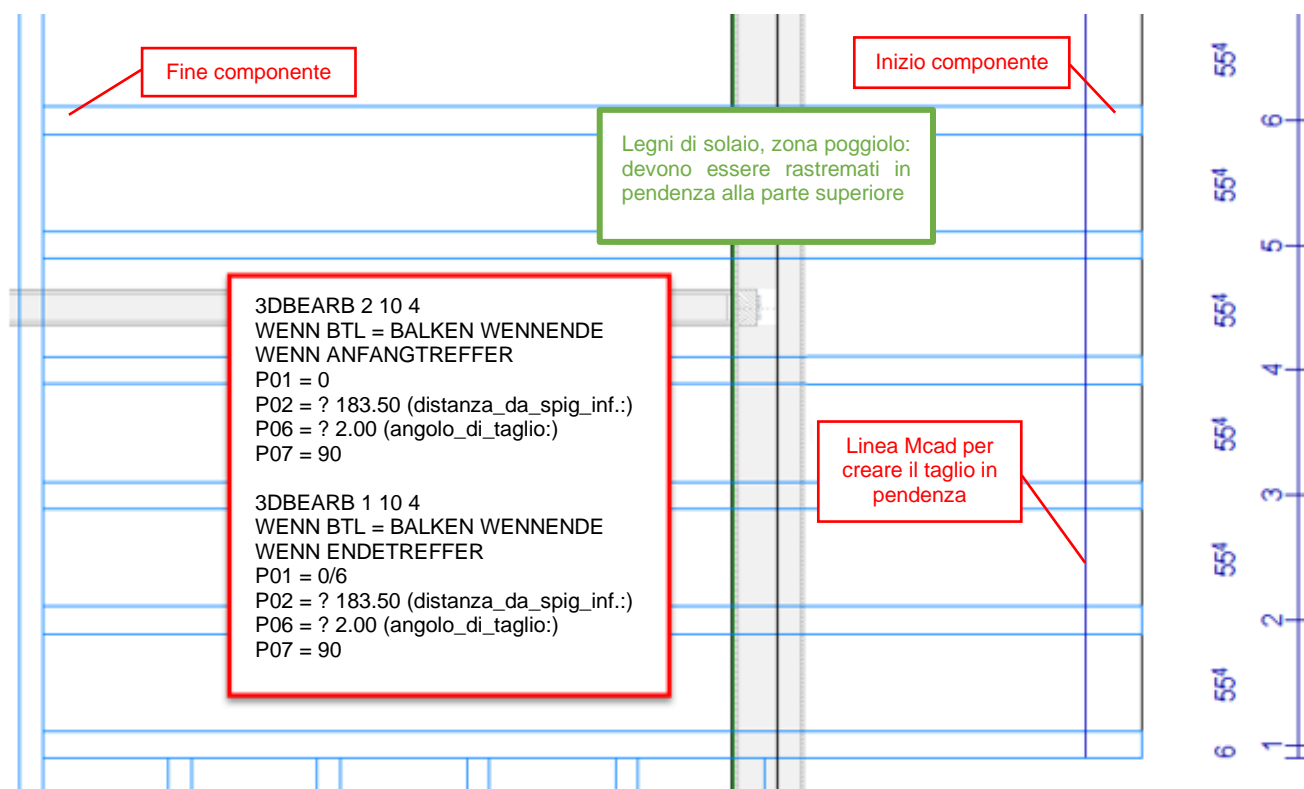 Fine componente
Inizio componente
Legni di solaio, zona poggiolo:
devono essere rastremati in
pendenza alla parte superiore
3DBEARB 2 10 4
WENN BTL = BALKEN WENNENDE
WENN ANFANGTREFFER
P01 = 0
P02 = ? 183.50 (distanza_da_spig_inf.:)
P06 = ? 2.00 (angolo_di_taglio:)
P07 = 90
3DBEARB 1 10 4
WENN BTL = BALKEN WENNENDE
WENN ENDETREFFER
P01 = 0/6
P02 = ? 183.50 (distanza_da_spig_inf.:)
P06 = ? 2.00 (angolo_di_taglio:)
P07 = 90
Linea Mcad per
creare il taglio in
pendenza
55⁴
55⁴
55⁴
55⁴
55⁴
55⁴
6
6
5
4
3
2
1